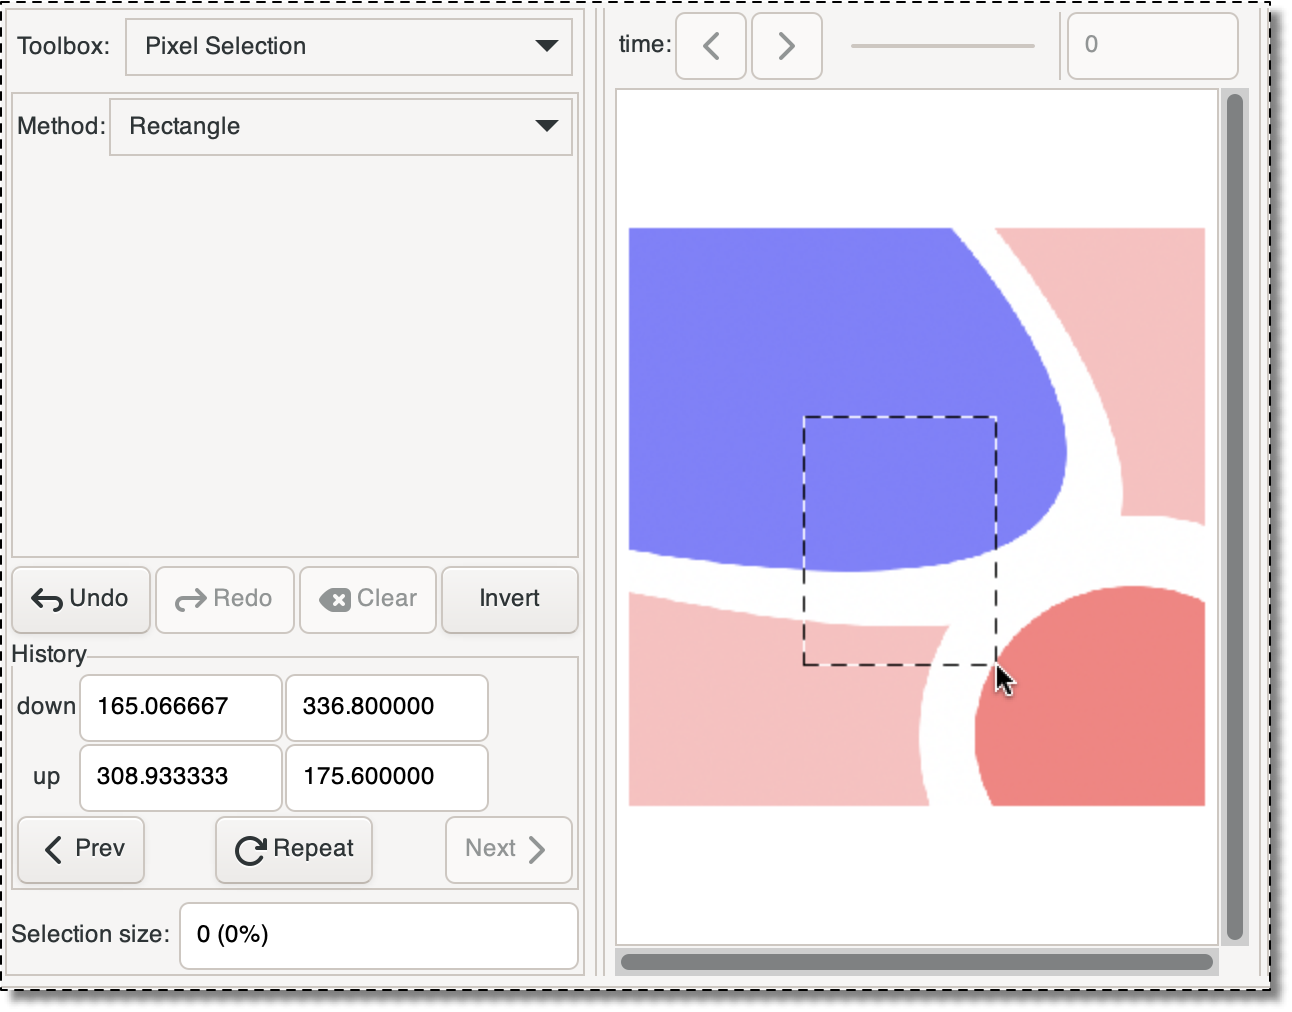 Toolbox: Pixel Selection
time: 0
Method: Rectangle
Undo Redo Clear Invert
History
down 165.066667 336.800000
up 308.933333 175.600000
Prev Repeat Next
Selection size: 0 (0%)